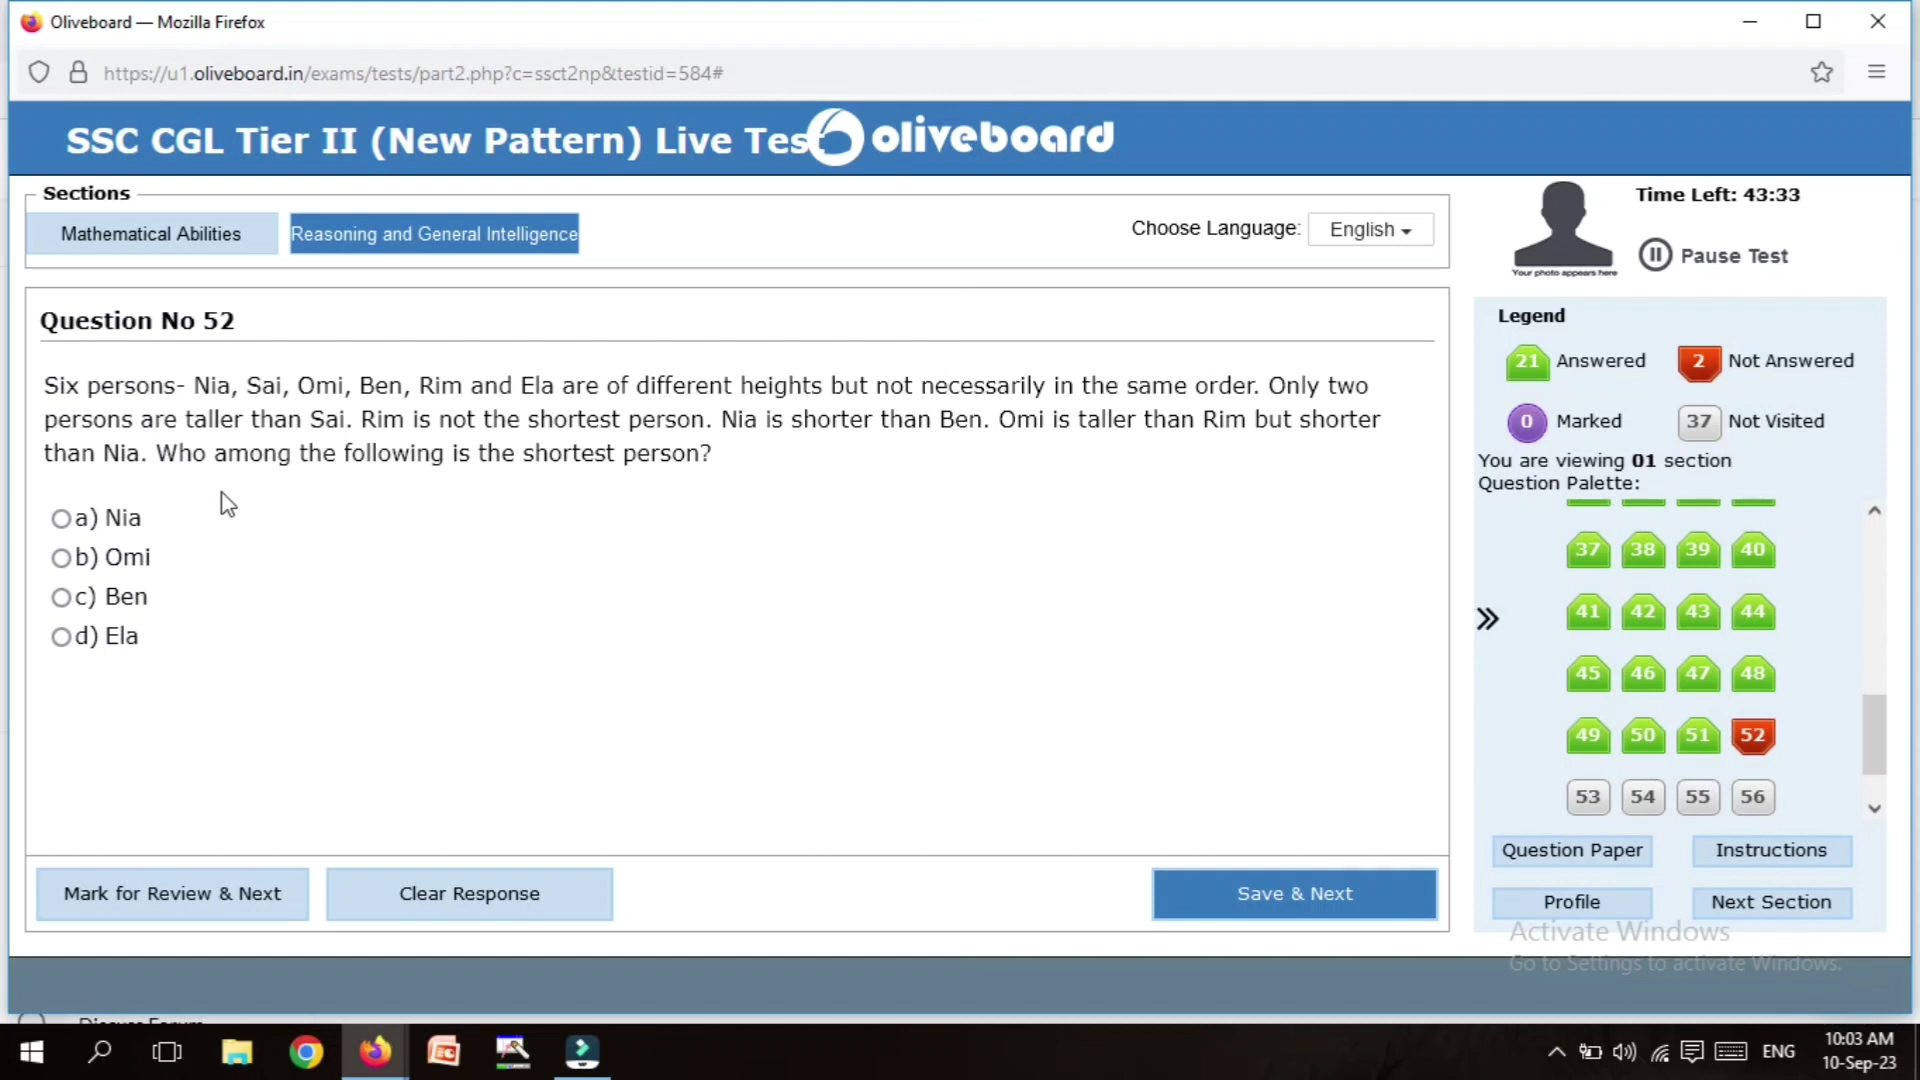 Oliveboard — Mozilla Firefox
https://u1.oliveboard.in/exams/tests/part2.php?c=ssct2np&testid=584#
SSC CGL Tier II (New Pattern) Live Tes
oliveboard
Sections
Mathematical Abilities
Reasoning and General Intelligence
Choose Language:
English
Your photo appears here
Time Left: 43:33
Pause Test
Question No 52
Six persons- Nia, Sai, Omi, Ben, Rim and Ela are of different heights but not necessarily in the same order. Only two
persons are taller than Sai. Rim is not the shortest person. Nia is shorter than Ben. Omi is taller than Rim but shorter
than Nia. Who among the following is the shortest person?
a) Nia
b) Omi
c) Ben
d) Ela
Mark for Review & Next
Clear Response
Save & Next
Legend
21 Answered
2 Not Answered
0 Marked
37 Not Visited
You are viewing 01 section
Question Palette:
37 38 39 40
41 42 43 44
45 46 47 48
49 50 51 52
53 54 55 56
Question Paper
Instructions
Profile
Next Section
Activate Windows
Go to Settings to activate Windows.
ENG
10:03 AM
10-Sep-23